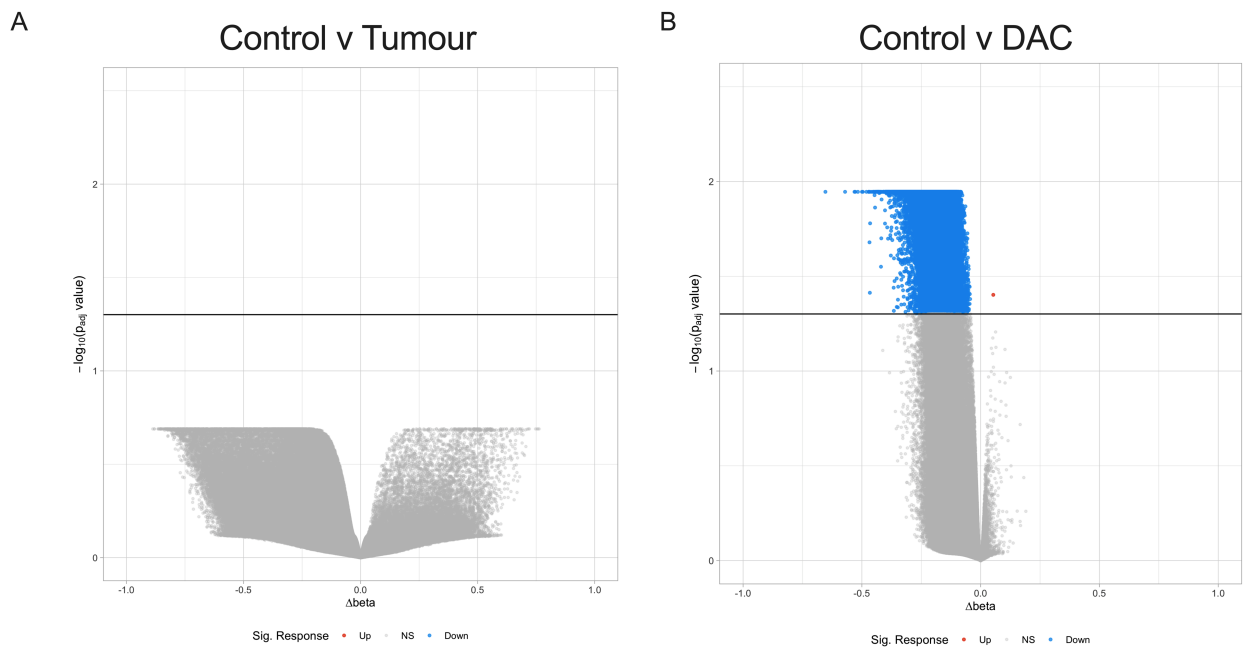 A
Control v Tumour
2
1
0
−log10(padj value)
-1.0 -0.5 0.0 0.5 1.0
Δbeta
Sig. Response Up NS Down
B
Control v DAC
2
1
0
−log10(padj value)
-1.0 -0.5 0.0 0.5 1.0
Δbeta
Sig. Response Up NS Down